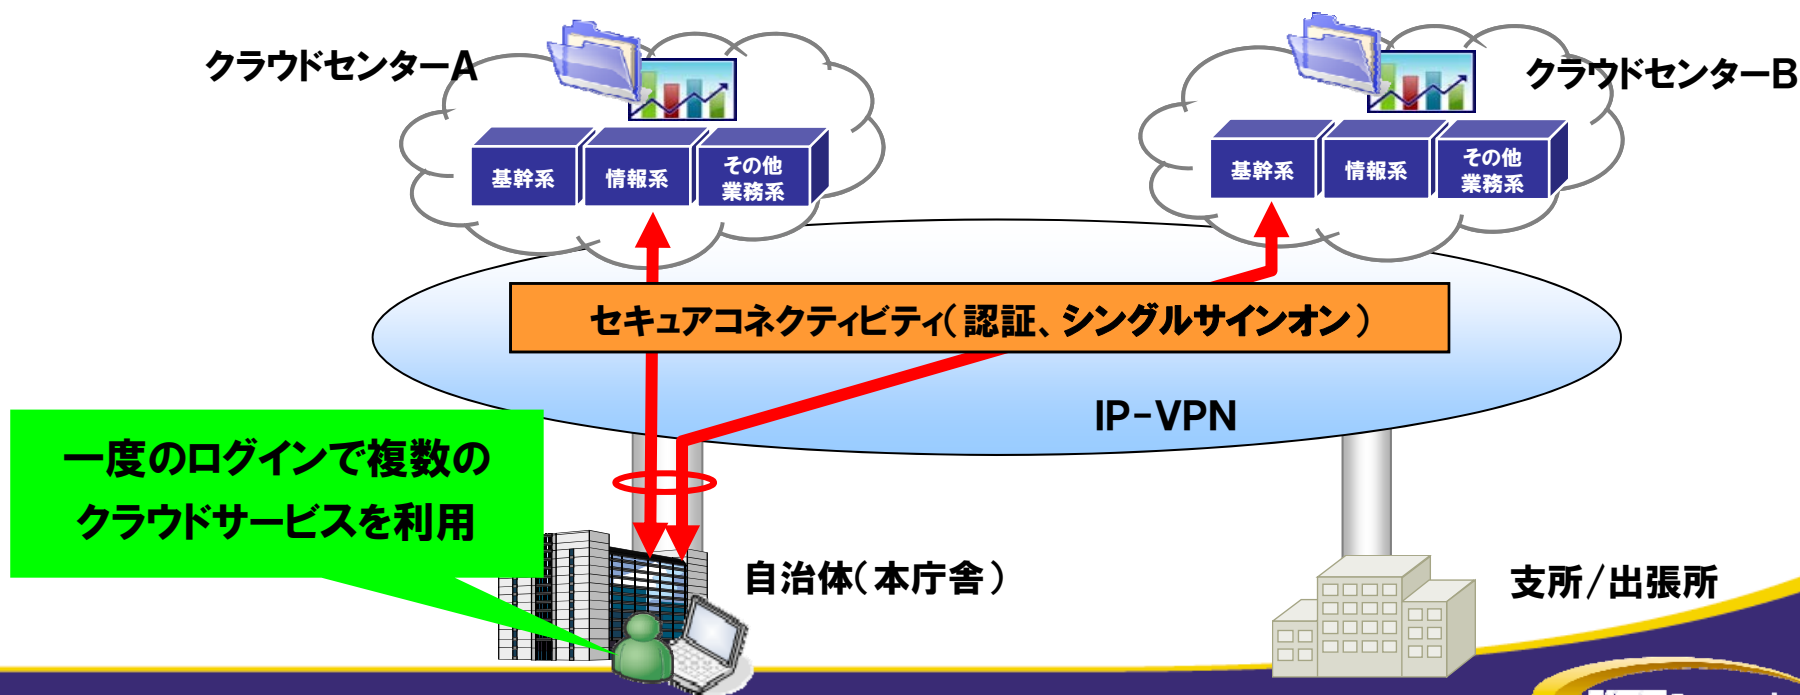 クラウドセンターA
クラウドセンターB
基幹系
情報系
その他
業務系
基幹系
情報系
その他
業務系
セキュアコネクティビティ(認証、シングルサインオン)
IP-VPN
一度のログインで複数の
クラウドサービスを利用
自治体(本庁舎)
支所/出張所